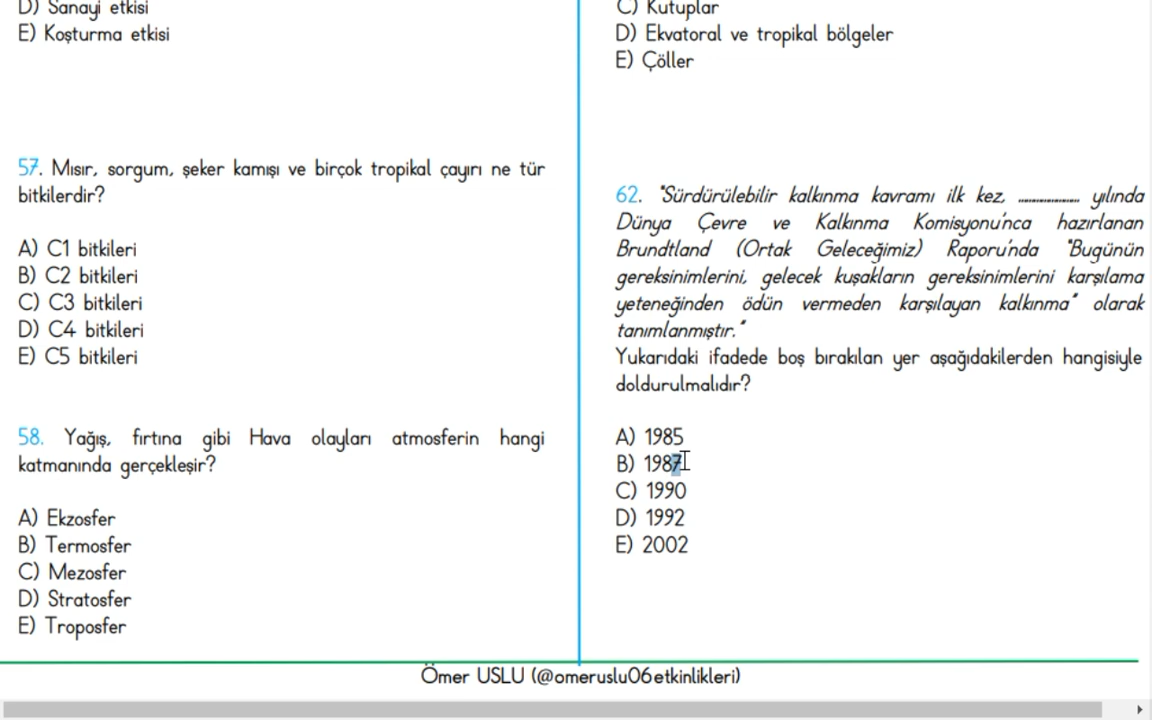 D) Sanayi etkisi
E) Koşturma etkisi
57. Mısır, sorgum, şeker kamışı ve birçok tropikal çayırı ne tür
bitkilerdir?
A) C1 bitkileri
B) C2 bitkileri
C) C3 bitkileri
D) C4 bitkileri
E) C5 bitkileri
58. Yağış, fırtına gibi Hava olayları atmosferin hangi
katmanında gerçekleşir?
A) Ekzosfer
B) Termosfer
C) Mezosfer
D) Stratosfer
E) Troposfer
C) Kutuplar
D) Ekvatoral ve tropikal bölgeler
E) Çöller
62. "Sürdürülebilir kalkınma kavramı ilk kez, .................... yılında
Dünya Çevre ve Kalkınma Komisyonu'nca hazırlanan
Brundtland (Ortak Geleceğimiz) Raporu'nda "Bugünün
gereksinimlerini, gelecek kuşakların gereksinimlerini karşılama
yeteneğinden ödün vermeden karşılayan kalkınma" olarak
tanımlanmıştır."
Yukarıdaki ifadede boş bırakılan yer aşağıdakilerden hangisiyle
doldurulmalıdır?
A) 1985
B) 1987
C) 1990
D) 1992
E) 2002
Ömer USLU (@omeruslu06etkinlikleri)